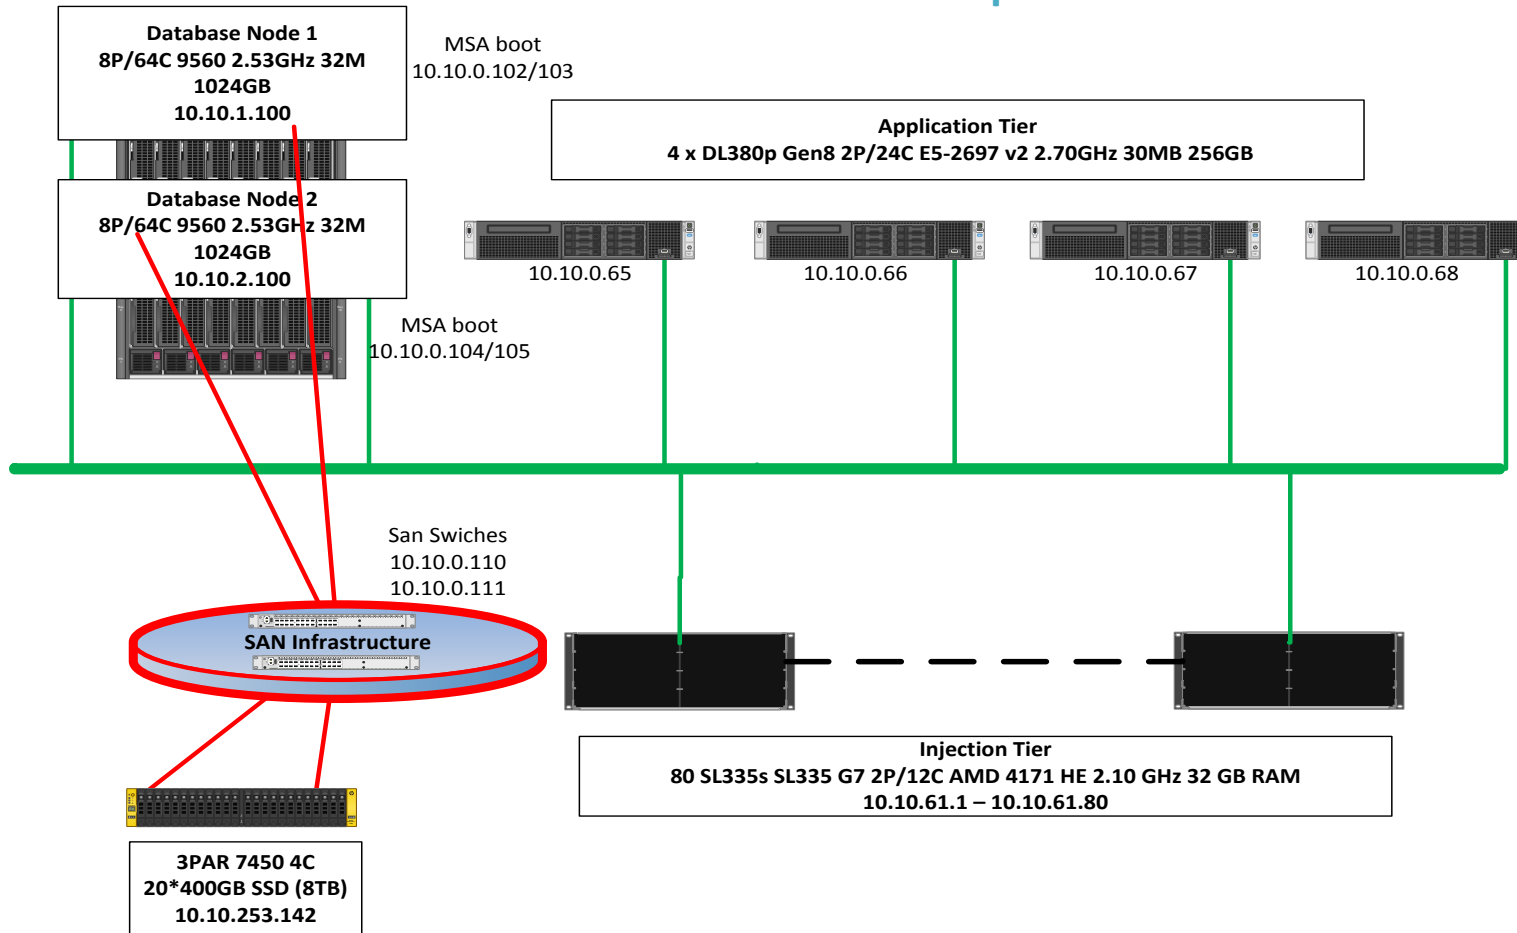 Database Node 1
8P/64C 9560 2.53GHz 32M
1024GB
10.10.1.100
MSA boot
10.10.0.102/103
Application Tier
4 x DL380p Gen8 2P/24C E5-2697 v2 2.70GHz 30MB 256GB
Database Node 2
8P/64C 9560 2.53GHz 32M
1024GB
10.10.2.100
10.10.0.65
10.10.0.66
10.10.0.67
10.10.0.68
MSA boot
10.10.0.104/105
San Swiches
10.10.0.110
10.10.0.111
SAN Infrastructure
Injection Tier
80 SL335s SL335 G7 2P/12C AMD 4171 HE 2.10 GHz 32 GB RAM
10.10.61.1 – 10.10.61.80
3PAR 7450 4C
20*400GB SSD (8TB)
10.10.253.142